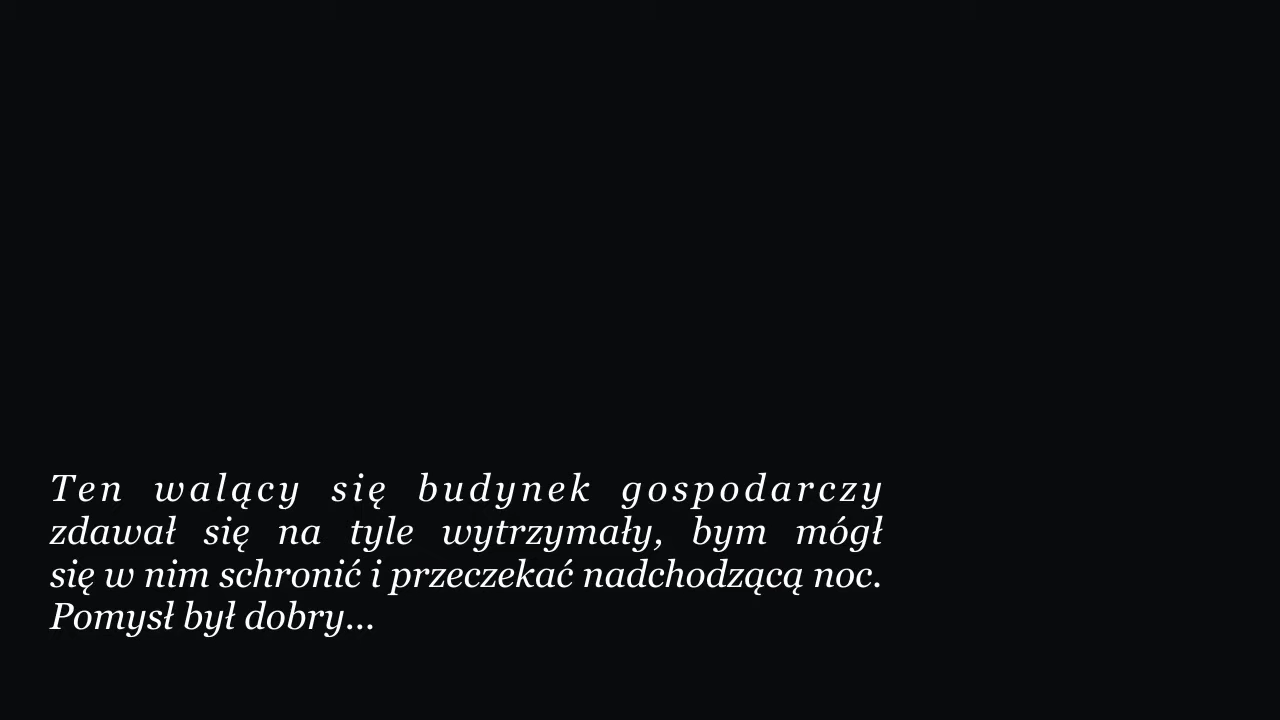 Ten walący się budynek gospodarczy
zdawał się na tyle wytrzymały, bym mógł
się w nim schronić i przeczekać nadchodzącą noc.
Pomysł był dobry...